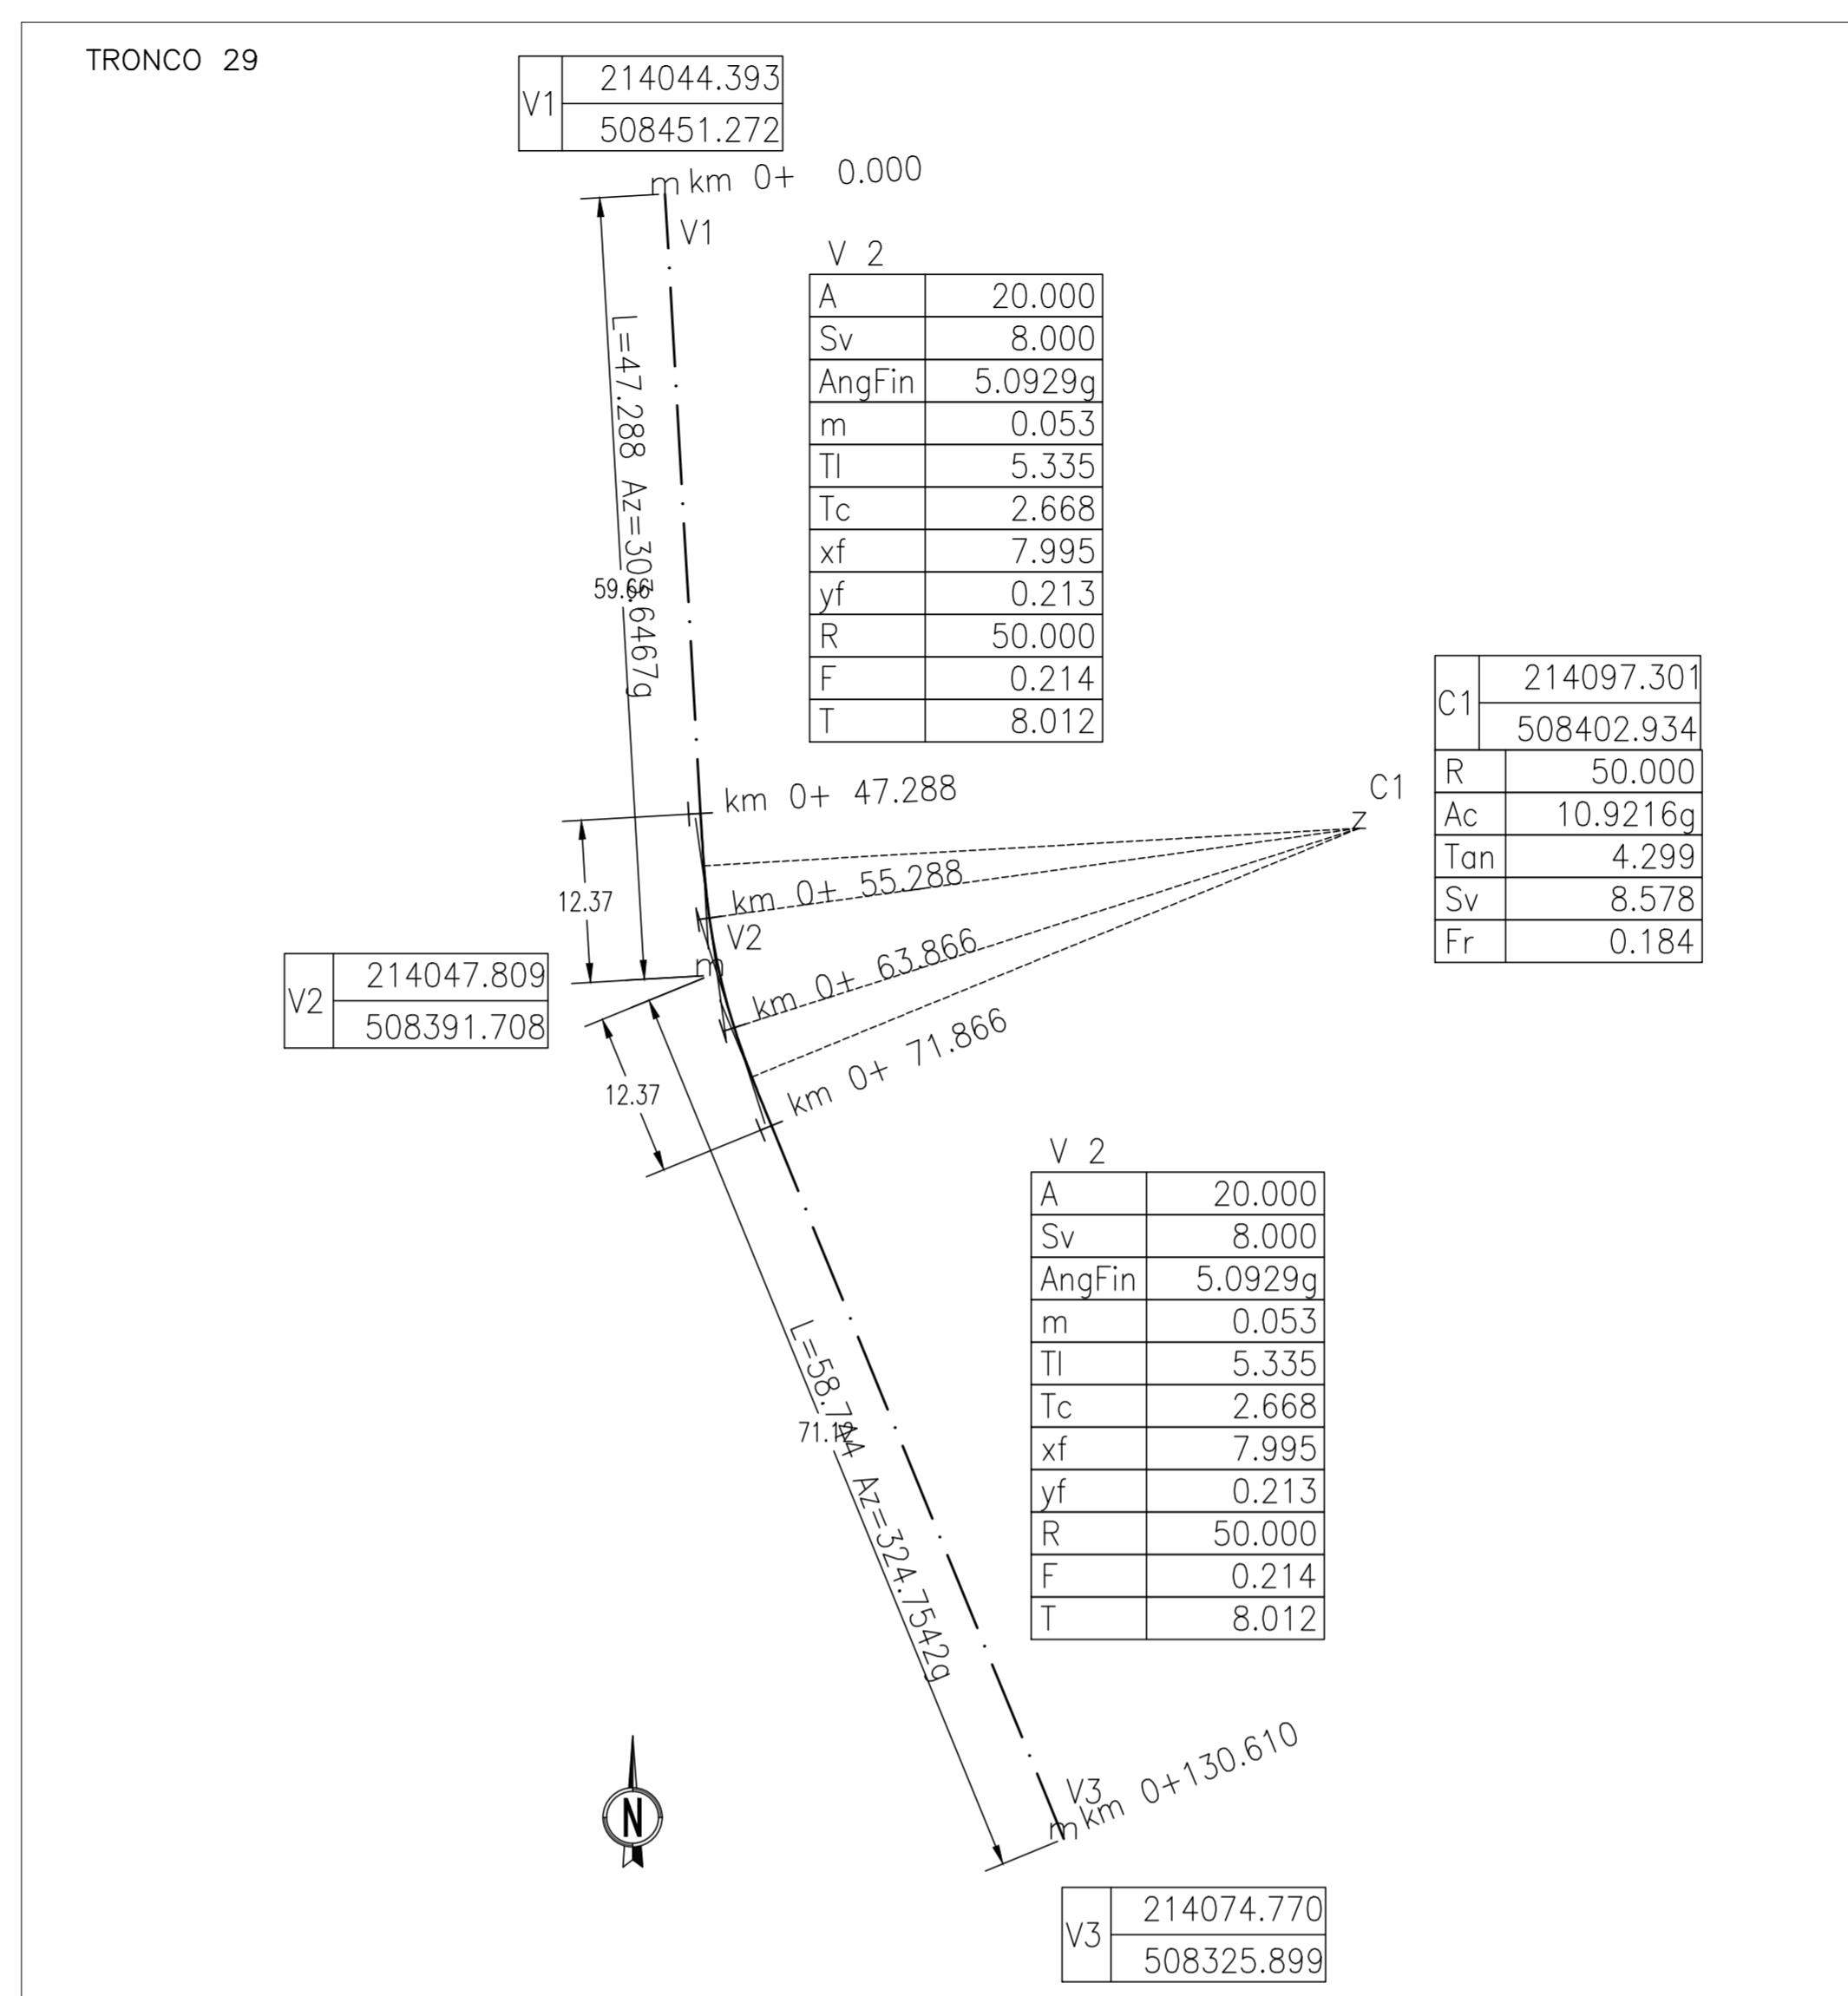 TRONCO 29
V1
214044.393
508451.272
m
km 0+ 0.000
V1
L=47.288 Az=303.6467g
59.66
V 2
A 20.000
Sv 8.000
AngFin 5.0929g
m 0.053
Tl 5.335
Tc 2.668
xf 7.995
yf 0.213
R 50.000
F 0.214
T 8.012
C1
214097.301
508402.934
R 50.000
Ac 10.9216g
Tan 4.299
Sv 8.578
Fr 0.184
C1
z
km 0+ 47.288
km 0+ 55.288
12.37
V2
m
km 0+ 63.866
V2
214047.809
508391.708
km 0+ 71.866
12.37
V 2
A 20.000
Sv 8.000
AngFin 5.0929g
m 0.053
Tl 5.335
Tc 2.668
xf 7.995
yf 0.213
R 50.000
F 0.214
T 8.012
L=58.744 Az=324.7542g
71.12
N
V3
m
km 0+130.610
V3
214074.770
508325.899